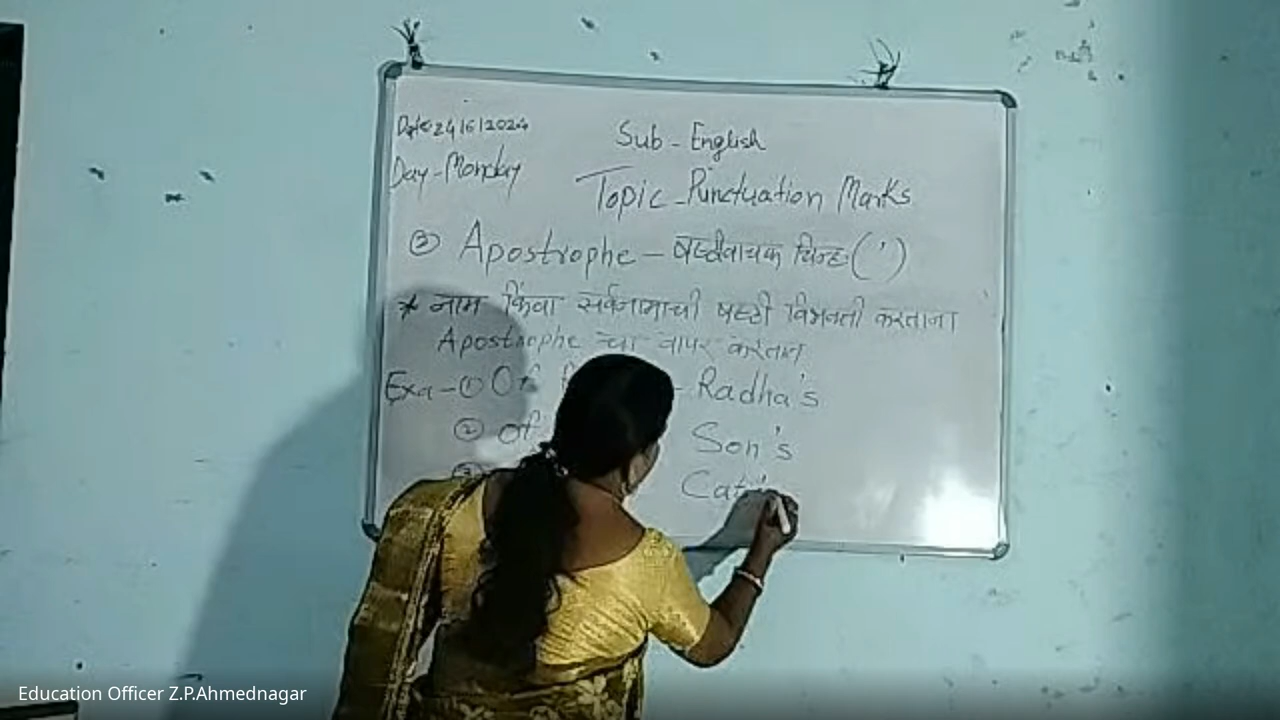 Date 24/6/2024
Sub - English
Day - Monday
Topic - Punctuation Marks
③ Apostrophe - षष्ठीवाचक चिन्ह (')
* नाम किंवा सर्वनामाची षष्ठी विभक्ती करताना
Apostrophe चा वापर करतात
Exa - ① Of - Radha's
② of Son's
③ Cat's
Education Officer Z.P.Ahmednagar